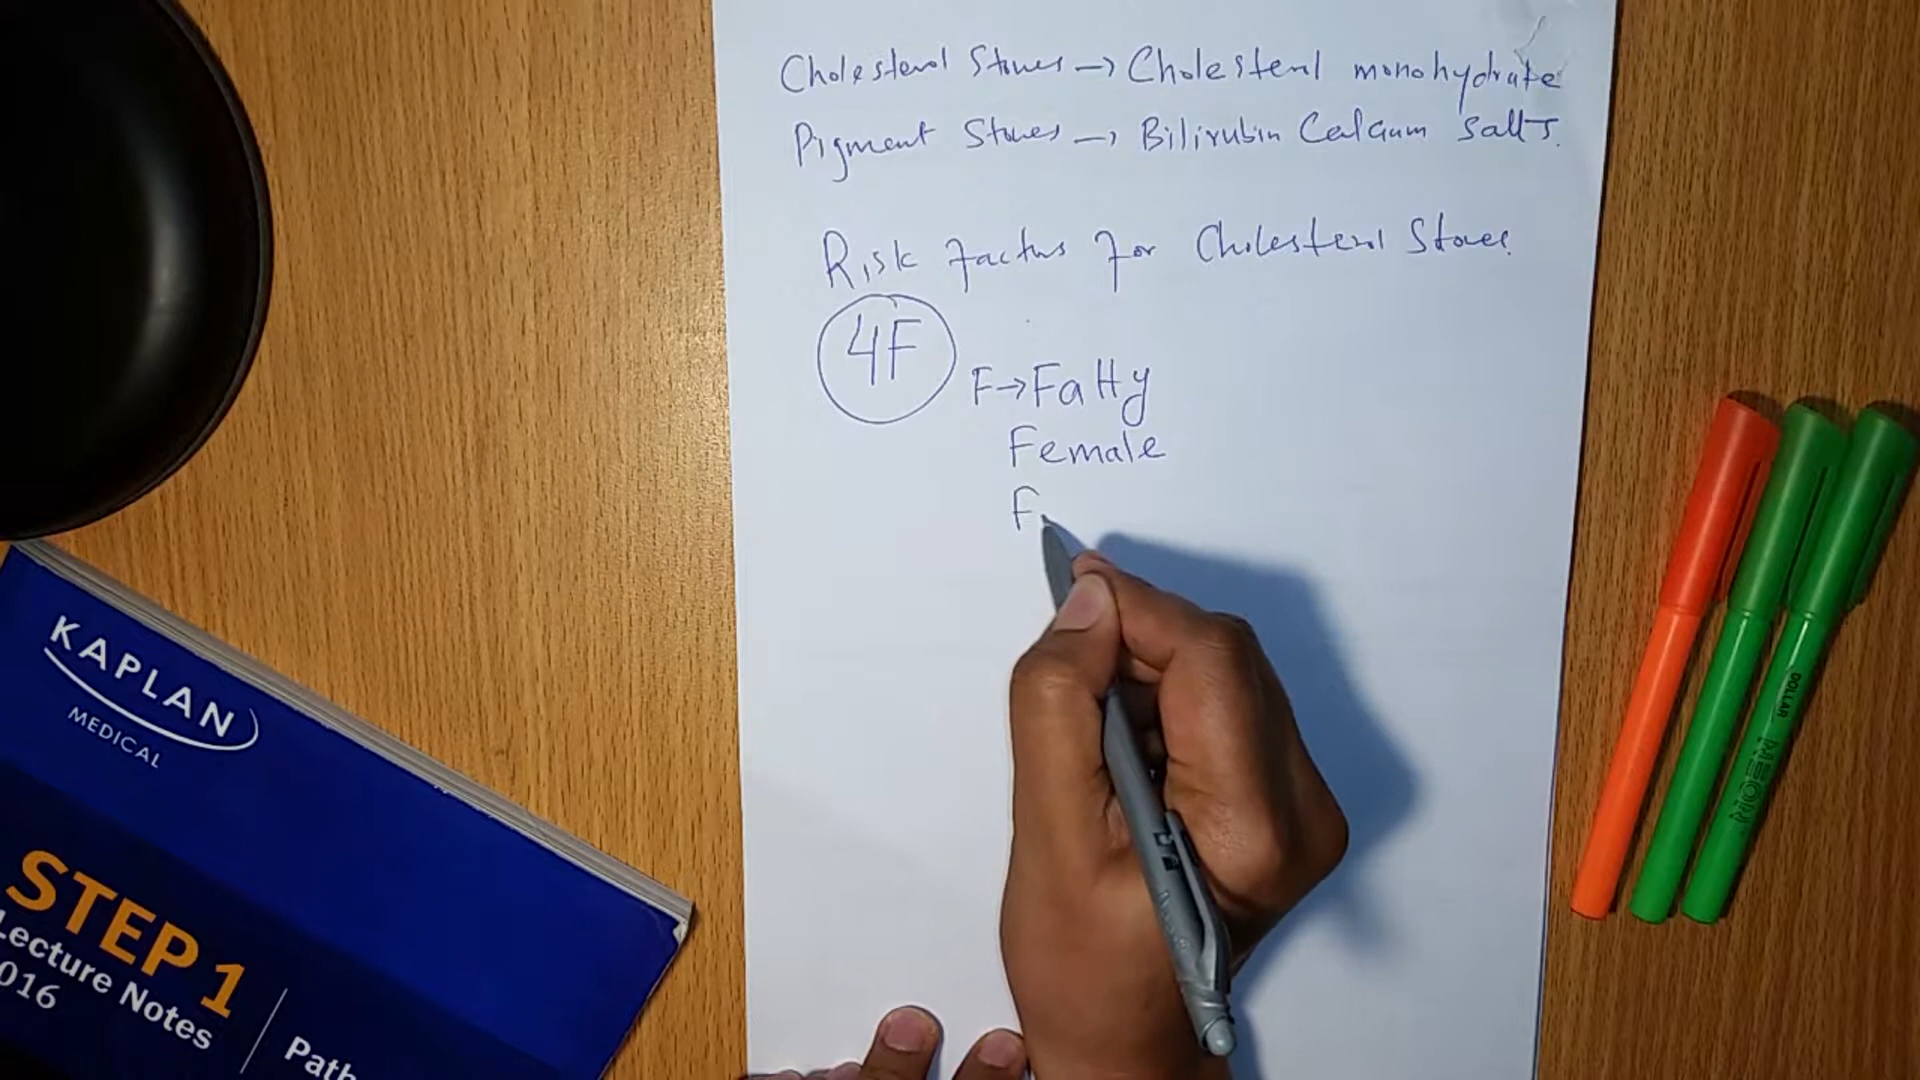 Cholesterol Stones → Cholesterol monohydrate
Pigment Stones → Bilirubin Calcium Salts.
Risk factors for Cholesterol Stones.
4F
F→Fatty
Female
F
KAPLAN
MEDICAL
STEP 1
Lecture Notes
016
Path
DOLLAR
NOEN